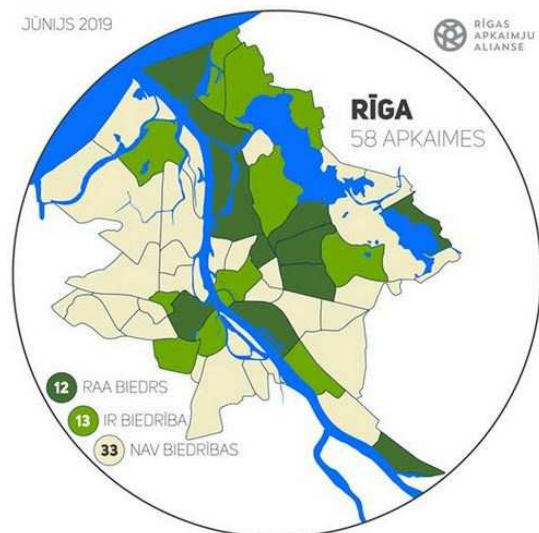 JŪNIJS 2019
RĪGAS
APKAIMJU
ALIANSE
RĪGA
58 APKAIMES
12 RAA BIEDRS
13 IR BIEDRĪBA
33 NAV BIEDRĪBAS